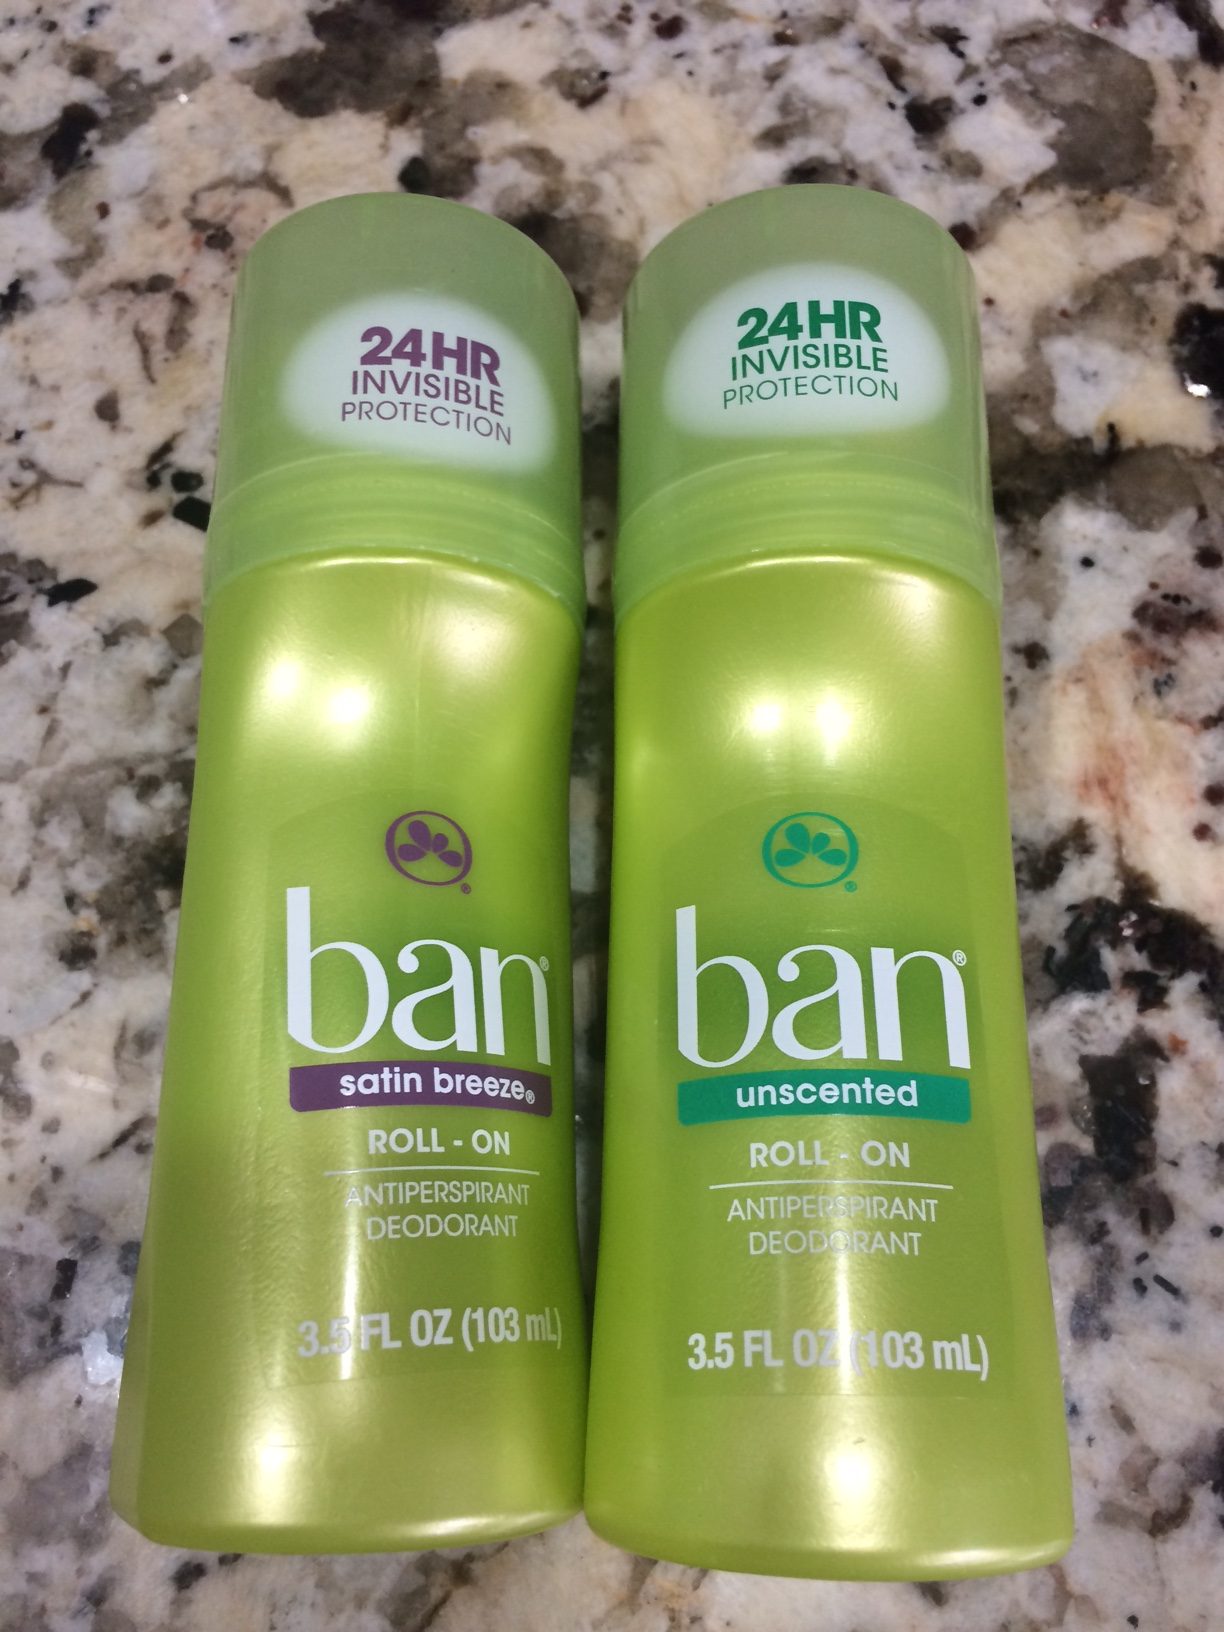 24HR
INVISIBLE
PROTECTION
ban®
satin breeze®
ROLL - ON
ANTIPERSPIRANT
DEODORANT
3.5 FL OZ (103 mL)
24HR
INVISIBLE
PROTECTION
ban®
unscented
ROLL - ON
ANTIPERSPIRANT
DEODORANT
3.5 FL OZ (103 mL)